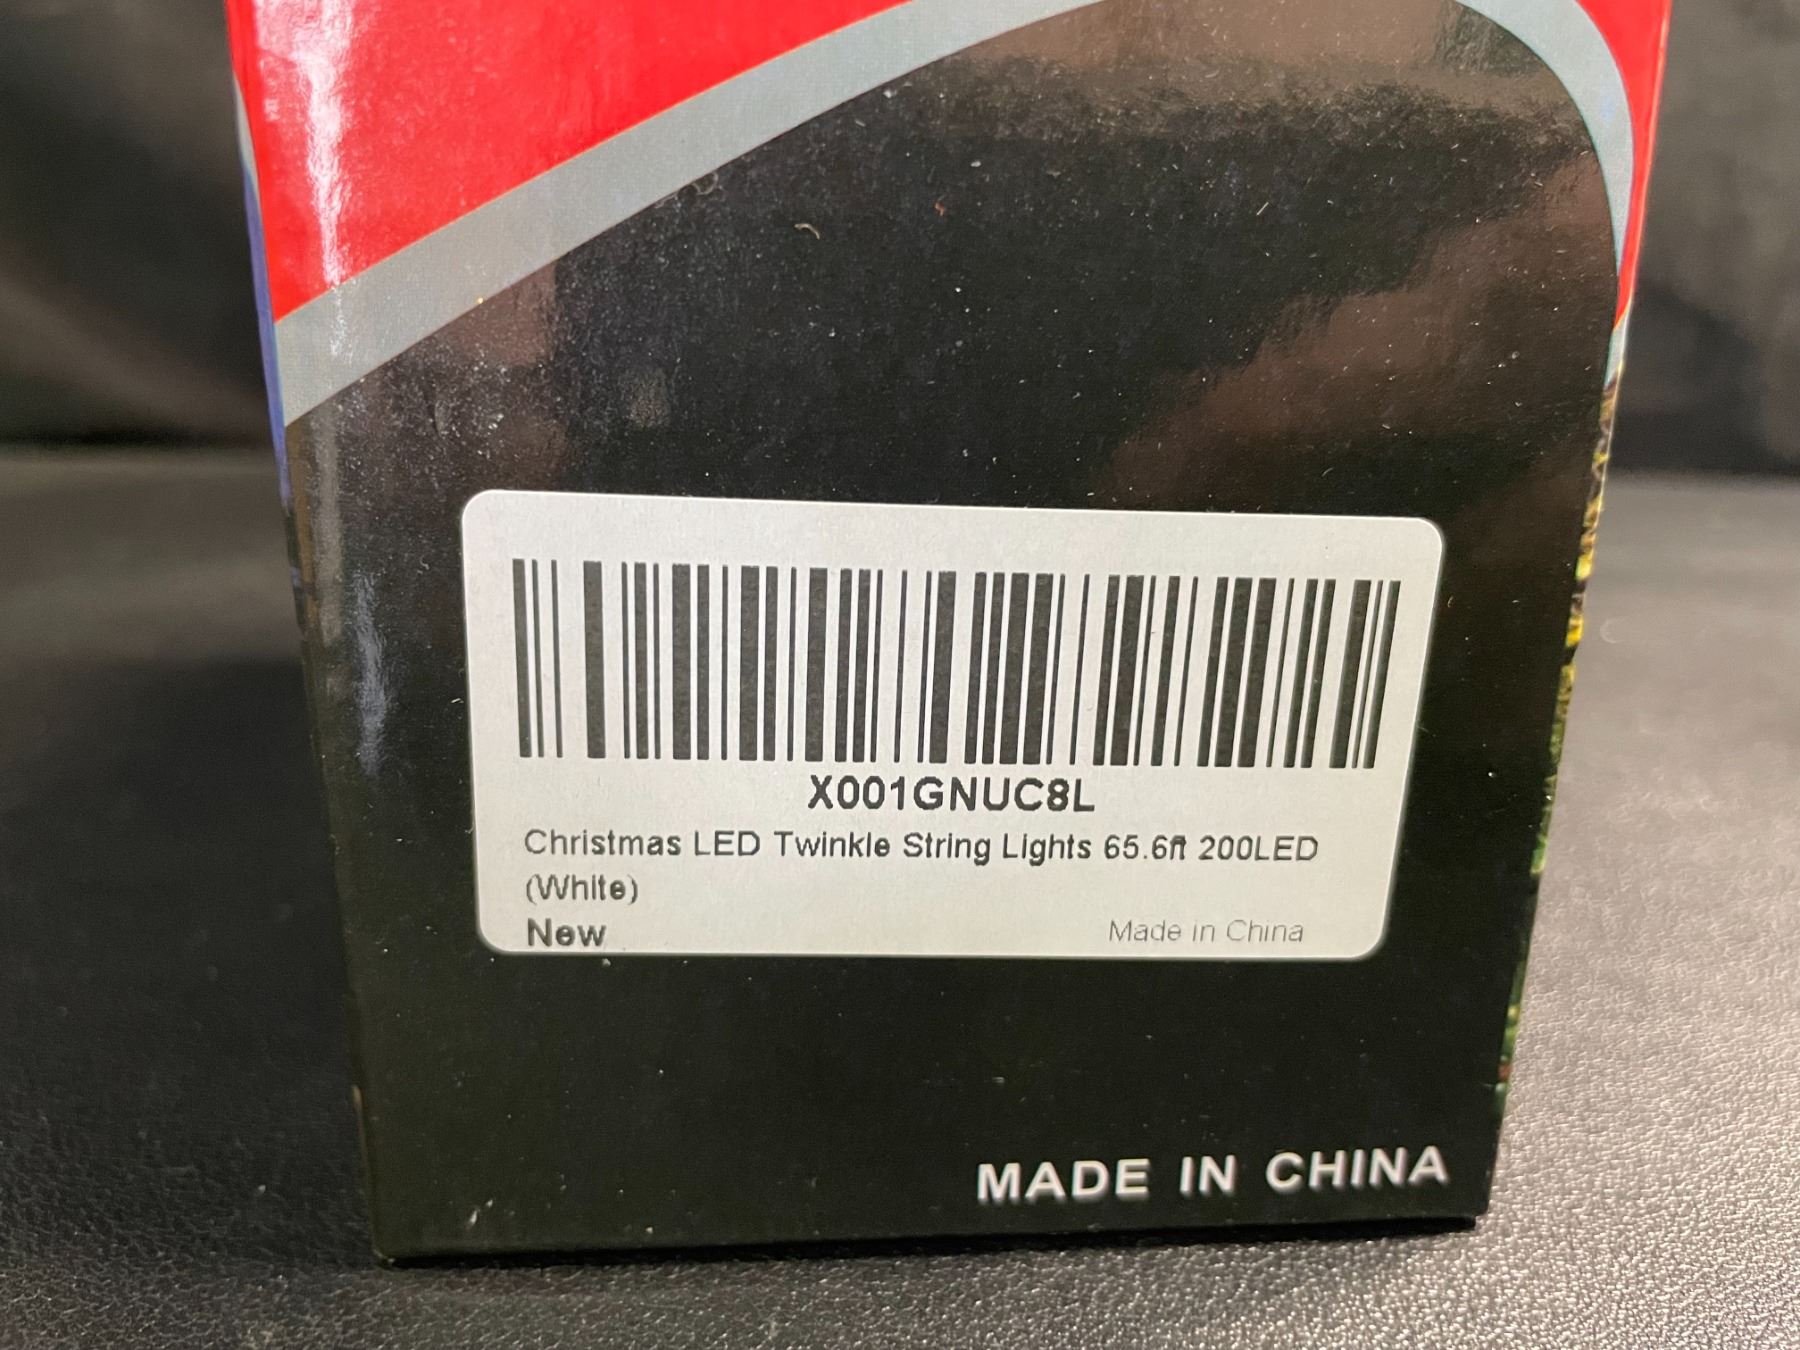 X001GNUC8L
Christmas LED Twinkle String Lights 65.6ft 200LED
(White)
New Made in China
MADE IN CHINA